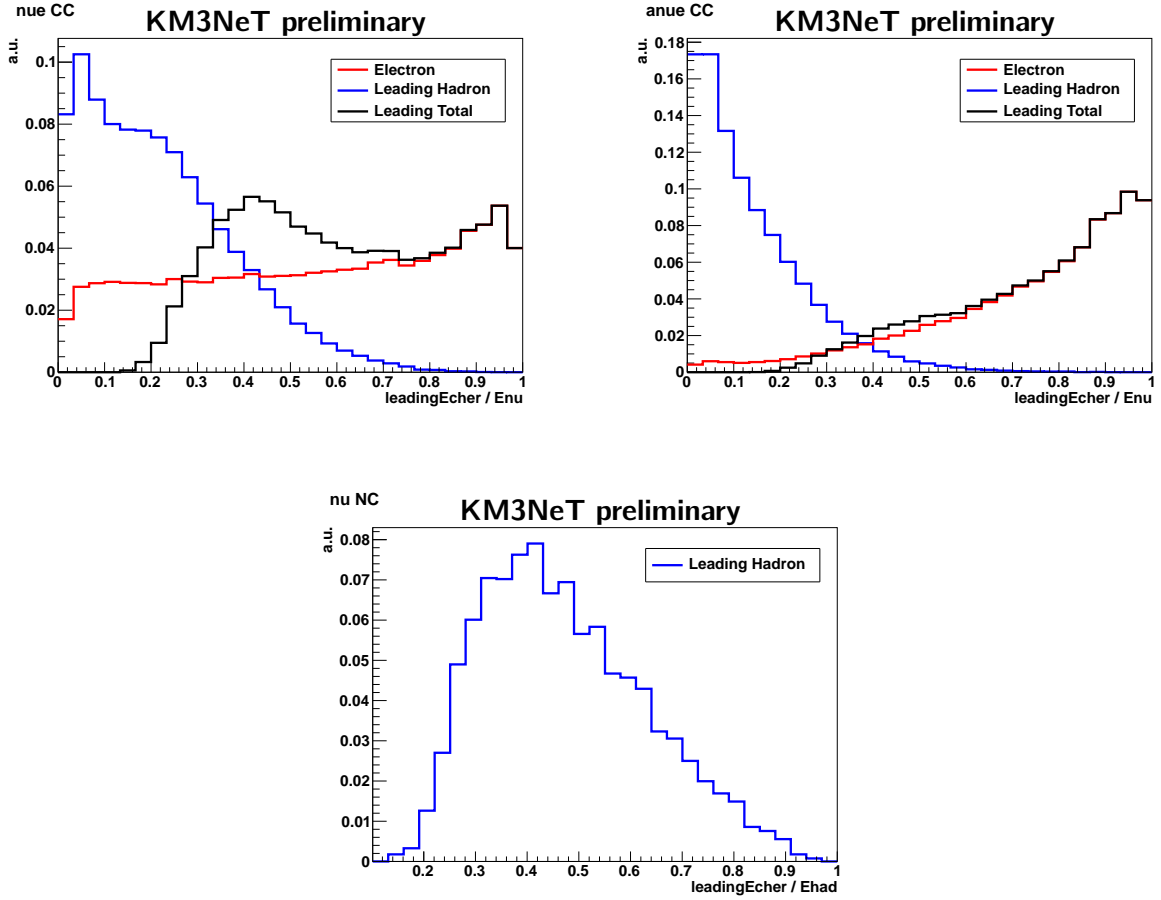 nue CC
KM3NeT preliminary
a.u.
Electron
Leading Hadron
Leading Total
0.1
0.08
0.06
0.04
0.02
0
0 0.1 0.2 0.3 0.4 0.5 0.6 0.7 0.8 0.9 1
leadingEcher / Enu
anue CC
KM3NeT preliminary
a.u.
Electron
Leading Hadron
Leading Total
0.18
0.16
0.14
0.12
0.1
0.08
0.06
0.04
0.02
0
0 0.1 0.2 0.3 0.4 0.5 0.6 0.7 0.8 0.9 1
leadingEcher / Enu
nu NC
KM3NeT preliminary
a.u.
Leading Hadron
0.08
0.07
0.06
0.05
0.04
0.03
0.02
0.01
0
0.2 0.3 0.4 0.5 0.6 0.7 0.8 0.9 1
leadingEcher / Ehad